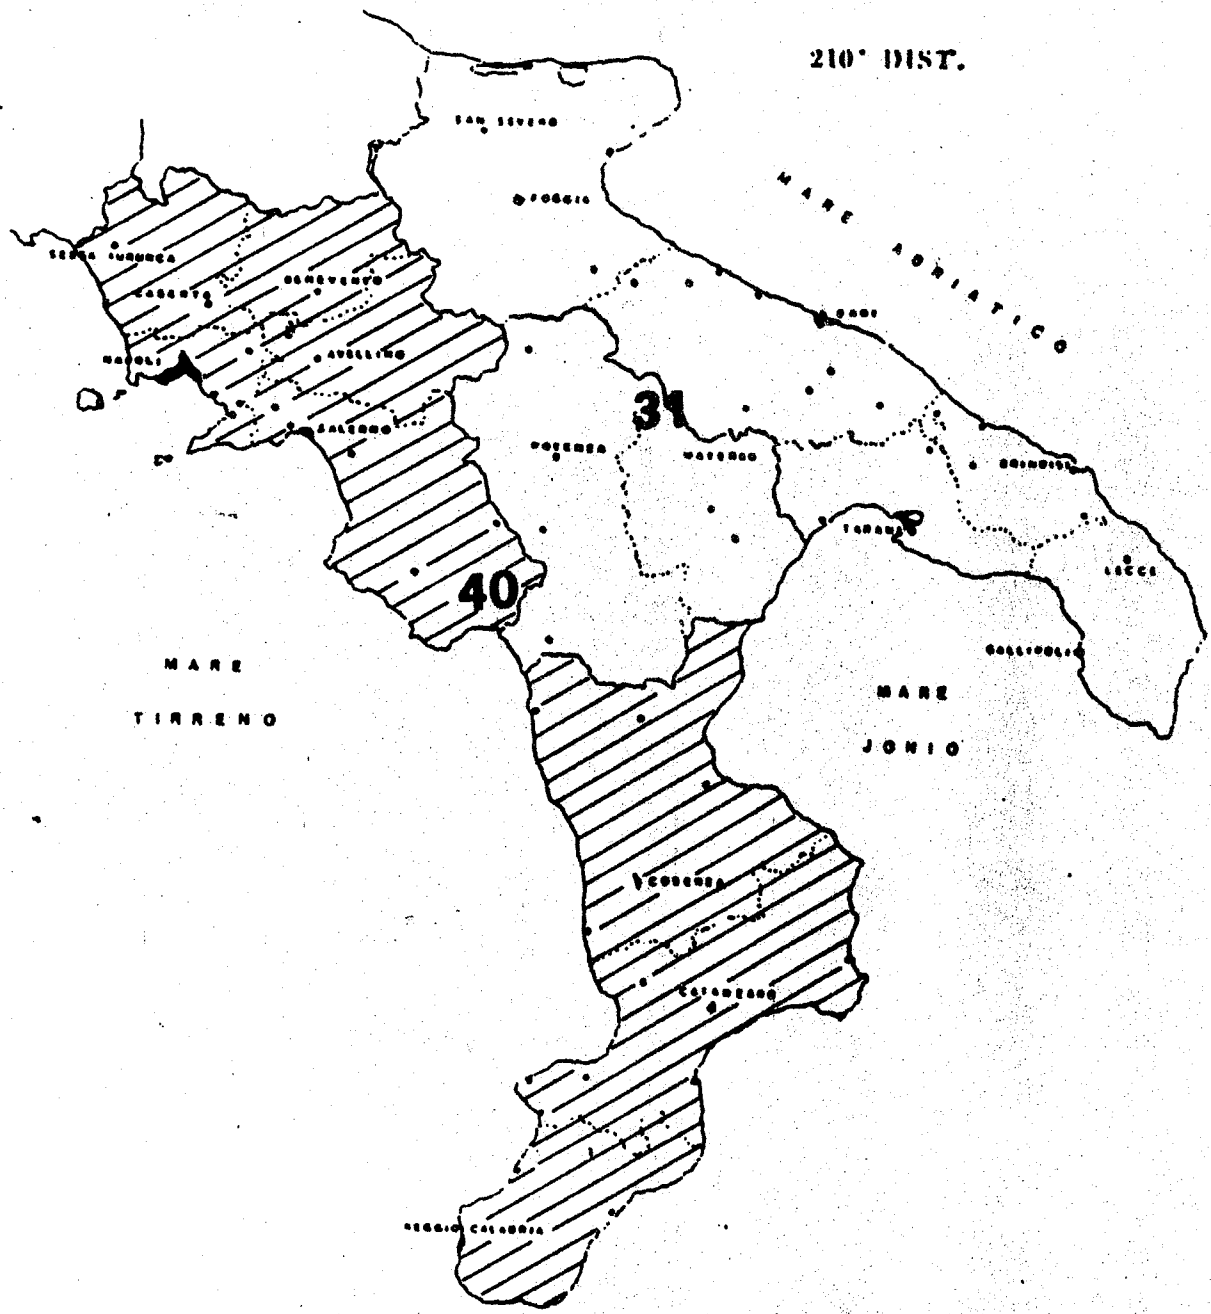 210° DIST.
SAN SEVERO
FOGGIA
MARE ADRIATICO
SESSA AURUNCA
BENEVENTO
CASERTA
BARI
NAPOLI
AVELLINO
31
SALERNO
POTENZA
MATERA
BRINDISI
TARANTO
LECCE
40
GALLIPOLI
MARE
TIRRENO
MARE
JONIO
COSENZA
CATANZARO
REGGIO CALABRIA